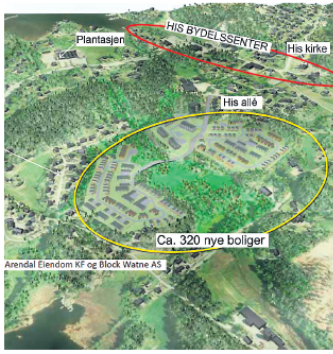 HIS BYDELSSENTER
Plantasjen
His kirke
His allé
Ca. 320 nye boliger
Arendal Eiendom KF og Block Watne AS